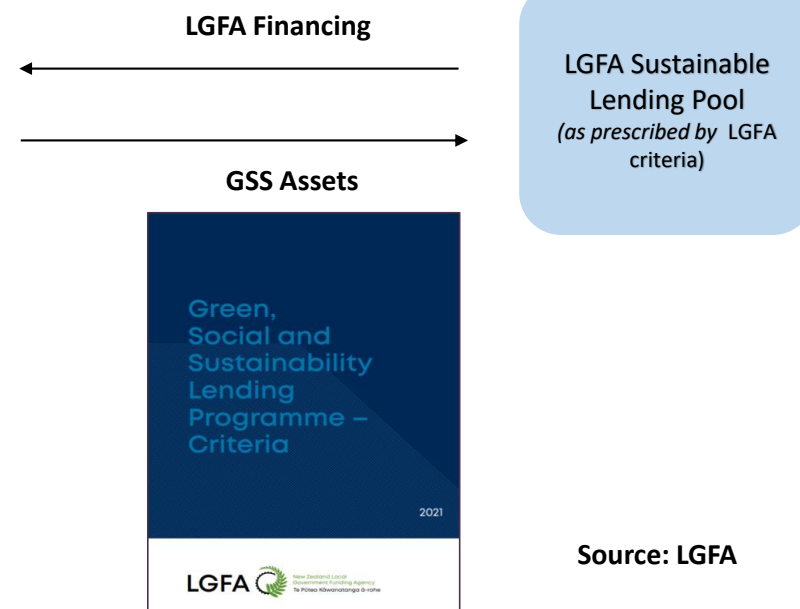 LGFA Financing
LGFA Sustainable
Lending Pool
(as prescribed by LGFA
criteria)
GSS Assets
Green,
Social and
Sustainability
Lending
Programme –
Criteria
2021
LGFA
New Zealand Local
Government Funding Agency
Te Pūtea Kāwanatanga ā-rohe
Source: LGFA